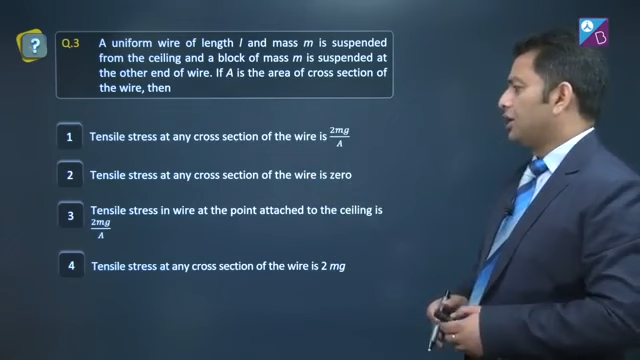 ?
Q.3 A uniform wire of length l and mass m is suspended
from the ceiling and a block of mass m is suspended at
the other end of wire. If A is the area of cross section of
the wire, then
1 Tensile stress at any cross section of the wire is 2mg/A
2 Tensile stress at any cross section of the wire is zero
3 Tensile stress in wire at the point attached to the ceiling is
2mg/A
4 Tensile stress at any cross section of the wire is 2 mg
B